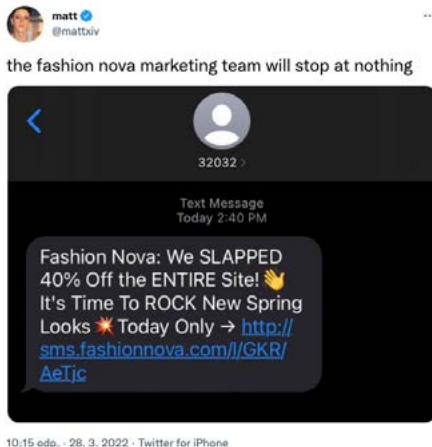 matt
@mattxiv
the fashion nova marketing team will stop at nothing
32032 >
Text Message
Today 2:40 PM
Fashion Nova: We SLAPPED
40% Off the ENTIRE Site! 👋
It's Time To ROCK New Spring
Looks 💥 Today Only → http://
sms.fashionnova.com/l/GKR/
AeTjc
10:15 odp. · 28. 3. 2022 · Twitter for iPhone